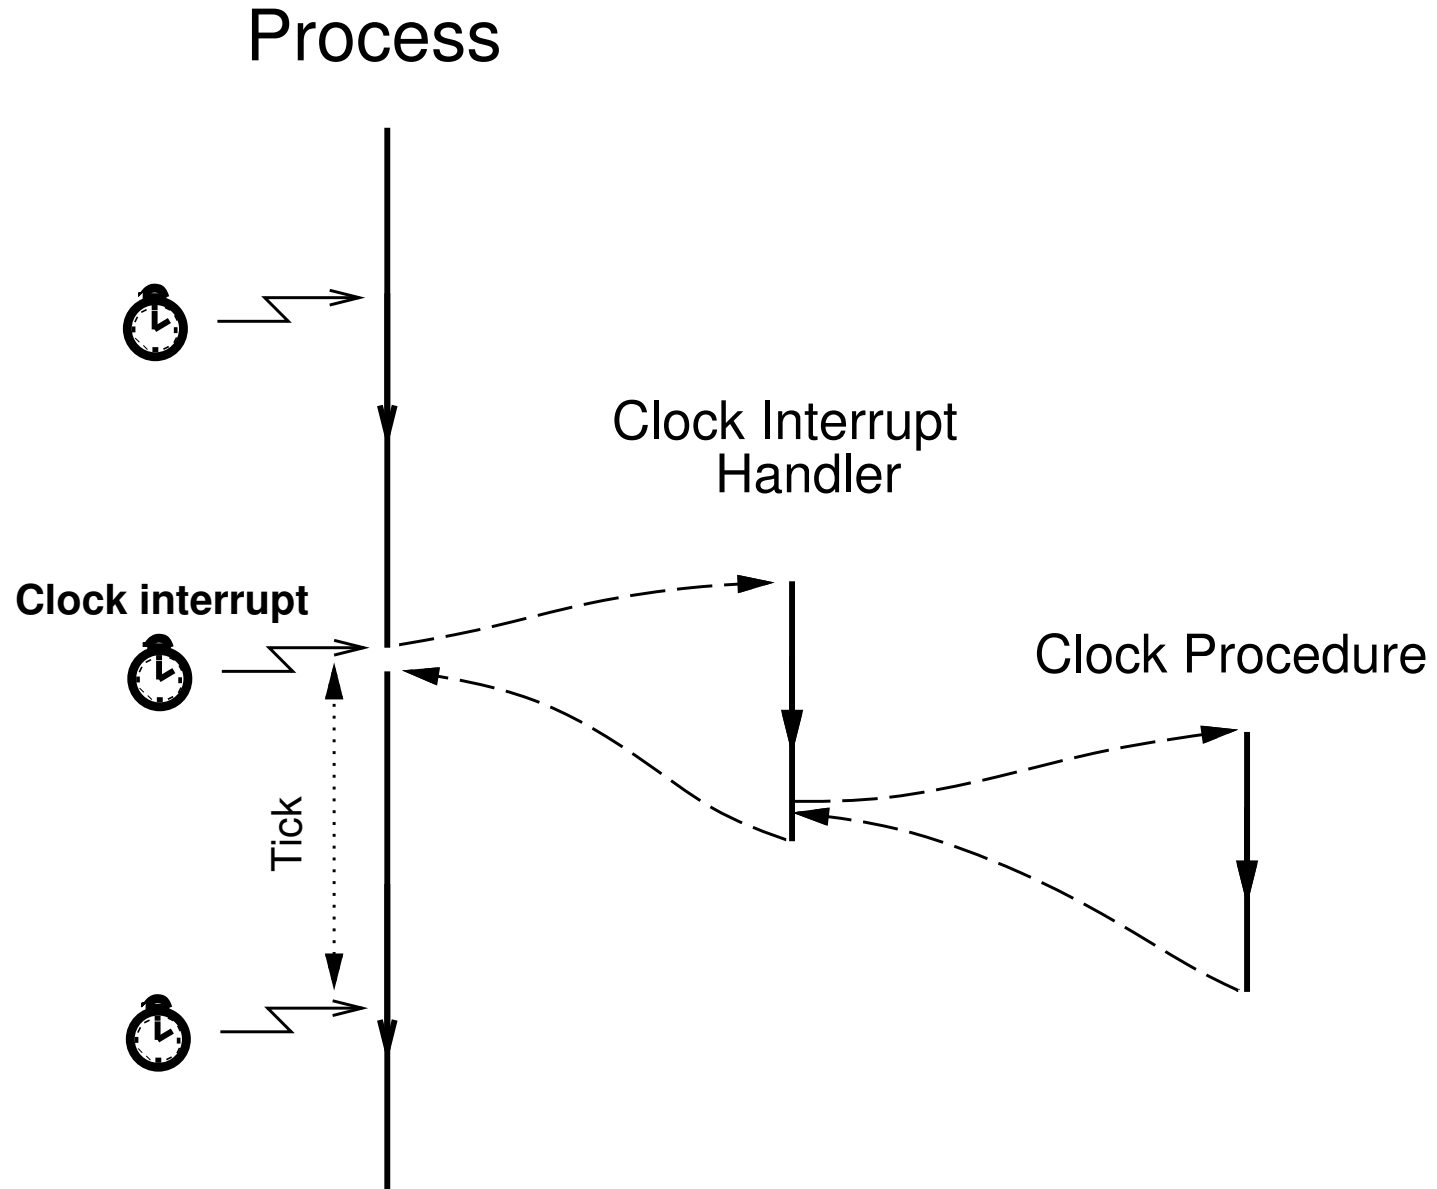 Process
Clock Interrupt
Handler
Clock interrupt
Clock Procedure
Tick